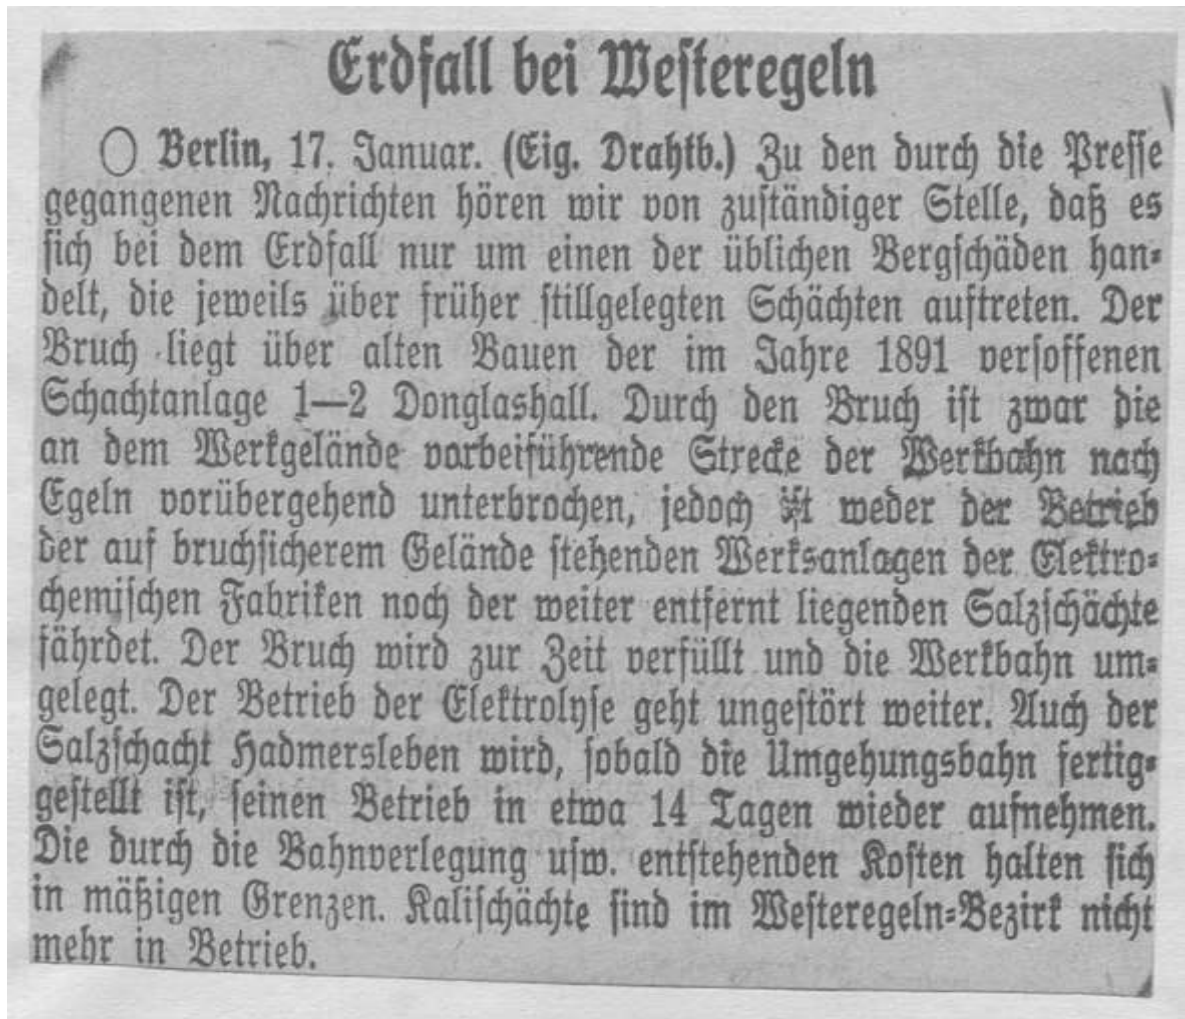 Erdfall bei Westeregeln
○ Berlin, 17. Januar. (Eig. Drahtb.) Zu den durch die Presse
gegangenen Nachrichten hören wir von zuständiger Stelle, daß es
sich bei dem Erdfall nur um einen der üblichen Bergschäden han-
delt, die jeweils über früher stillgelegten Schächten auftreten. Der
Bruch liegt über alten Bauen der im Jahre 1891 versoffenen
Schachtanlage 1—2 Donglashall. Durch den Bruch ist zwar die
an dem Werkgelände vorbeiführende Strecke der Werkbahn nach
Egeln vorübergehend unterbrochen, jedoch ist weder der Betrieb
der auf bruchsicherem Gelände stehenden Werksanlagen der Elektro-
chemischen Fabriken noch der weiter entfernt liegenden Salzschächte
fährdet. Der Bruch wird zur Zeit verfüllt und die Werkbahn um-
gelegt. Der Betrieb der Elektrolyse geht ungestört weiter. Auch der
Salzschacht Hadmersleben wird, sobald die Umgehungsbahn fertig-
gestellt ist, seinen Betrieb in etwa 14 Tagen wieder aufnehmen.
Die durch die Bahnverlegung usw. entstehenden Kosten halten sich
in mäßigen Grenzen. Kalischächte sind im Westeregeln-Bezirk nicht
mehr in Betrieb.